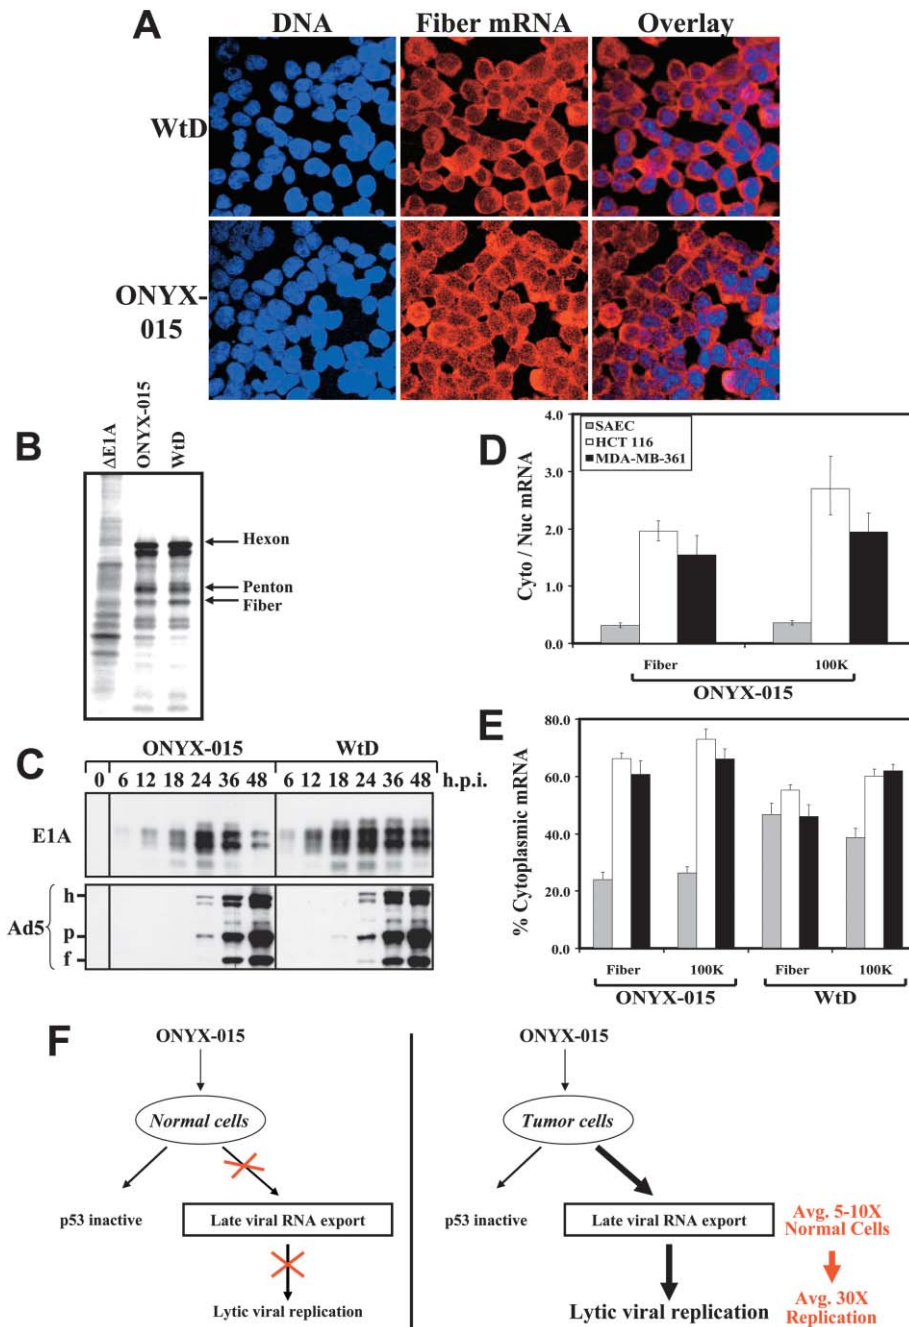 A
DNA Fiber mRNA Overlay
WtD
ONYX-
015
B
ΔE1A
ONYX-015
WtD
Hexon
Penton
Fiber
C
ONYX-015 WtD
0 6 12 18 24 36 48 6 12 18 24 36 48 h.p.i.
E1A
Ad5
h
p
f
D
Cyto / Nuc mRNA
4.0
3.0
2.0
1.0
0.0
SAEC
HCT 116
MDA-MB-361
Fiber 100K
ONYX-015
E
% Cytoplasmic mRNA
80.0
60.0
40.0
20.0
0.0
Fiber 100K Fiber 100K
ONYX-015 WtD
F
ONYX-015
Normal cells
p53 inactive
Late viral RNA export
Lytic viral replication
ONYX-015
Tumor cells
p53 inactive
Late viral RNA export
Lytic viral replication
Avg. 5-10X
Normal Cells
Avg. 30X
Replication